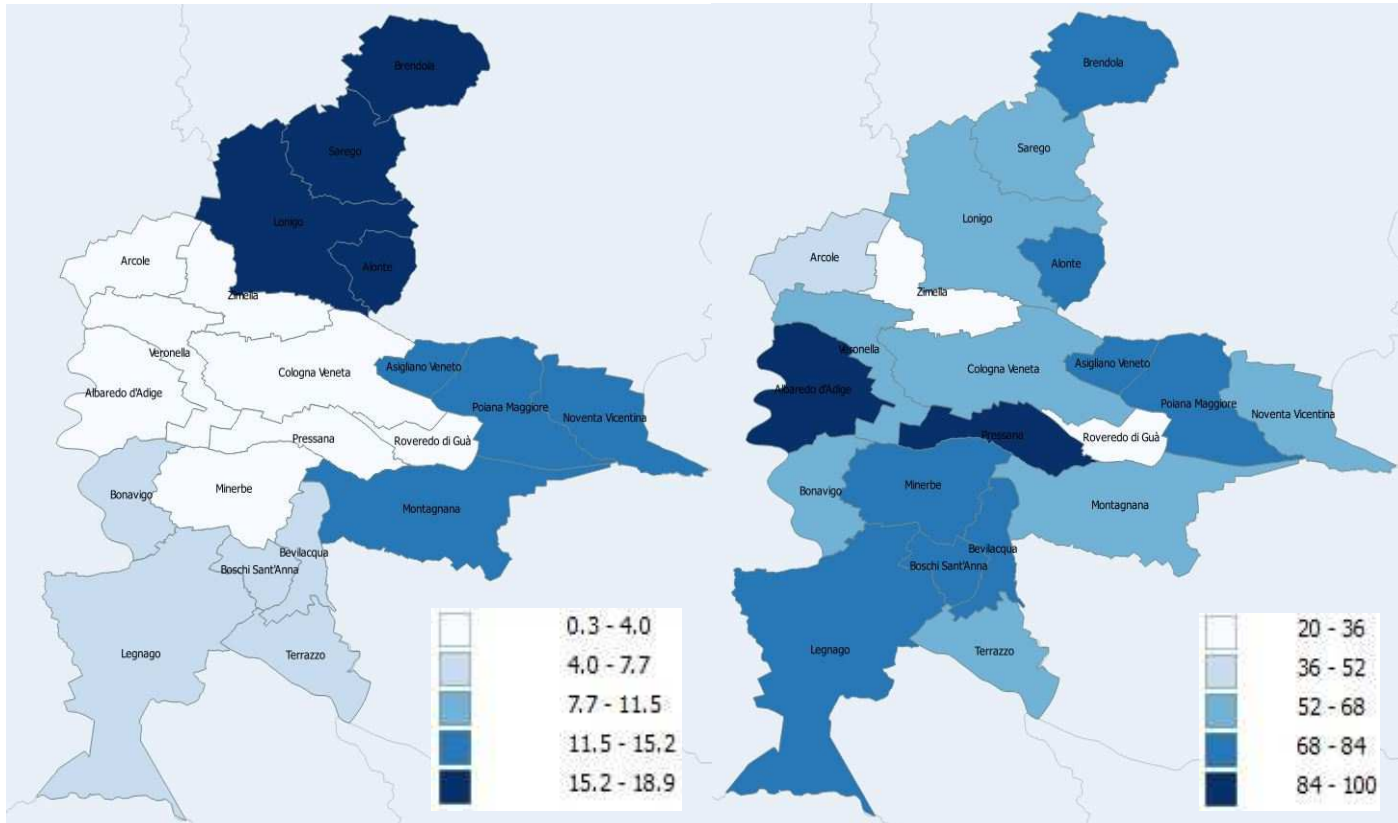 Brendola
Sarego
Lonigo
Arcole
Alonte
Zimella
Veronella
Cologna Veneta
Asigliano Veneto
Albaredo d'Adige
Poiana Maggiore
Noventa Vicentina
Pressana
Roveredo di Guà
Bonavigo
Minerbe
Montagnana
Bevilacqua
Boschi Sant'Anna
Legnago
Terrazzo
0.3 - 4.0
4.0 - 7.7
7.7 - 11.5
11.5 - 15.2
15.2 - 18.9
Brendola
Sarego
Lonigo
Arcole
Alonte
Zimella
Veronella
Cologna Veneta
Asigliano Veneto
Albaredo d'Adige
Poiana Maggiore
Noventa Vicentina
Pressana
Roveredo di Guà
Bonavigo
Minerbe
Montagnana
Bevilacqua
Boschi Sant'Anna
Legnago
Terrazzo
20 - 36
36 - 52
52 - 68
68 - 84
84 - 100